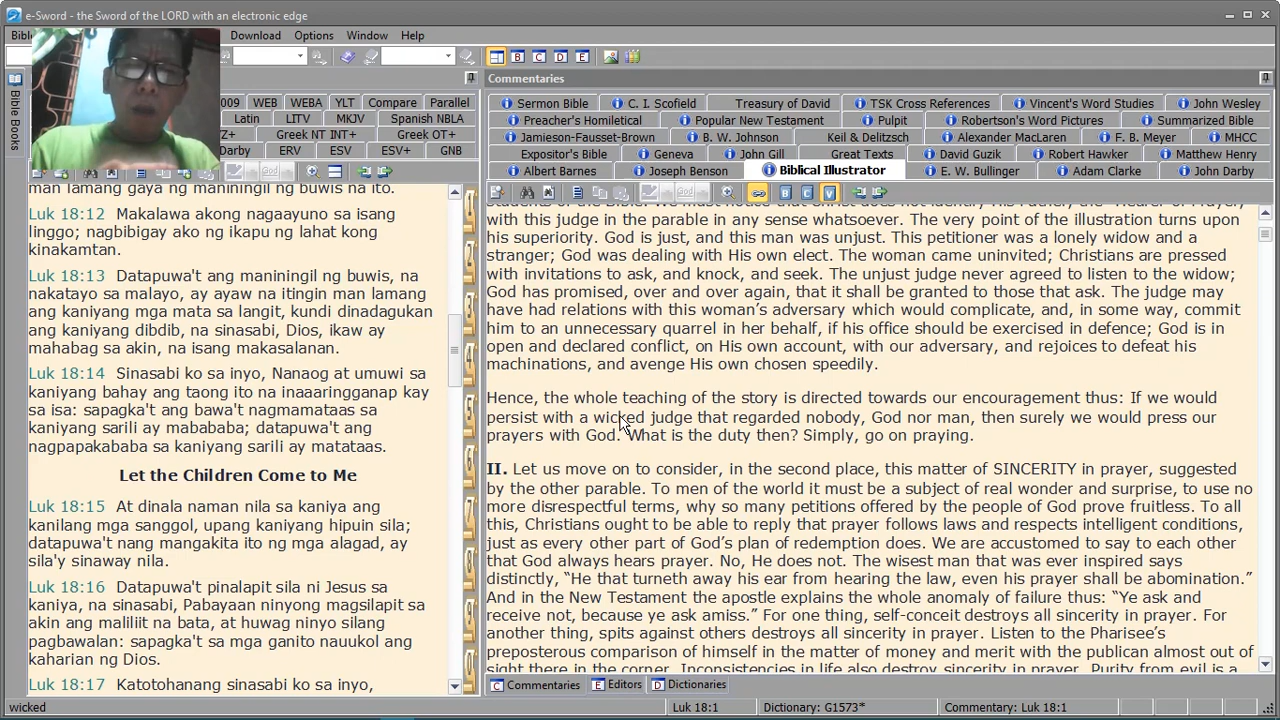 e-Sword - the Sword of the LORD with an electronic edge
Download Options Window Help
Bible Books
2009 WEB WEBA YLT Compare Parallel
Latin LITV MKJV Spanish NBLA
Greek NT INT+ Greek OT+
Darby ERV ESV ESV+ GNB
man lamang gaya ng maniningil ng buwis na ito.
Luk 18:12 Makalawa akong nagaayuno sa isang
linggo; nagbibigay ako ng ikapu ng lahat kong
kinakamtan.
Luk 18:13 Datapuwa't ang maniningil ng buwis, na
nakatayo sa malayo, ay ayaw na itingin man lamang
ang kaniyang mga mata sa langit, kundi dinadagukan
ang kaniyang dibdib, na sinasabi, Dios, ikaw ay
mahabag sa akin, na isang makasalanan.
Luk 18:14 Sinasabi ko sa inyo, Nanaog at umuwi sa
kaniyang bahay ang taong ito na inaaringganap kay
sa isa: sapagka't ang bawa't nagmamataas sa
kaniyang sarili ay mabababa; datapuwa't ang
nagpapakababa sa kaniyang sarili ay matataas.
Let the Children Come to Me
Luk 18:15 At dinala naman nila sa kaniya ang
kanilang mga sanggol, upang kaniyang hipuin sila;
datapuwa't nang mangakita ito ng mga alagad, ay
sila'y sinaway nila.
Luk 18:16 Datapuwa't pinalapit sila ni Jesus sa
kaniya, na sinasabi, Pabayaan ninyong magsilapit sa
akin ang maliliit na bata, at huwag ninyo silang
pagbawalan: sapagka't sa mga ganito nauukol ang
kaharian ng Dios.
Luk 18:17 Katotohanang sinasabi ko sa inyo,
Commentaries
Sermon Bible C. I. Scofield Treasury of David TSK Cross References Vincent's Word Studies John Wesley
Preacher's Homiletical Popular New Testament Pulpit Robertson's Word Pictures Summarized Bible
Jamieson-Fausset-Brown B. W. Johnson Keil & Delitzsch Alexander MacLaren F. B. Meyer MHCC
Expositor's Bible Geneva John Gill Great Texts David Guzik Robert Hawker Matthew Henry
Albert Barnes Joseph Benson Biblical Illustrator E. W. Bullinger Adam Clarke John Darby
with this judge in the parable in any sense whatsoever. The very point of the illustration turns upon
his superiority. God is just, and this man was unjust. This petitioner was a lonely widow and a
stranger; God was dealing with His own elect. The woman came uninvited; Christians are pressed
with invitations to ask, and knock, and seek. The unjust judge never agreed to listen to the widow;
God has promised, over and over again, that it shall be granted to those that ask. The judge may
have had relations with this woman's adversary which would complicate, and, in some way, commit
him to an unnecessary quarrel in her behalf, if his office should be exercised in defence; God is in
open and declared conflict, on His own account, with our adversary, and rejoices to defeat his
machinations, and avenge His own chosen speedily.
Hence, the whole teaching of the story is directed towards our encouragement thus: If we would
persist with a wicked judge that regarded nobody, God nor man, then surely we would press our
prayers with God. What is the duty then? Simply, go on praying.
II. Let us move on to consider, in the second place, this matter of SINCERITY in prayer, suggested
by the other parable. To men of the world it must be a subject of real wonder and surprise, to use no
more disrespectful terms, why so many petitions offered by the people of God prove fruitless. To all
this, Christians ought to be able to reply that prayer follows laws and respects intelligent conditions,
just as every other part of God's plan of redemption does. We are accustomed to say to each other
that God always hears prayer. No, He does not. The wisest man that was ever inspired says
distinctly, “He that turneth away his ear from hearing the law, even his prayer shall be abomination.”
And in the New Testament the apostle explains the whole anomaly of failure thus: “Ye ask and
receive not, because ye ask amiss.” For one thing, self-conceit destroys all sincerity in prayer. For
another thing, spits against others destroys all sincerity in prayer. Listen to the Pharisee's
preposterous comparison of himself in the matter of money and merit with the publican almost out of
sight there in the corner. Inconsistencies in life also destroy sincerity in prayer. Purity from evil is a
Commentaries Editors Dictionaries
wicked Luk 18:1 Dictionary: G1573* Commentary: Luk 18:1